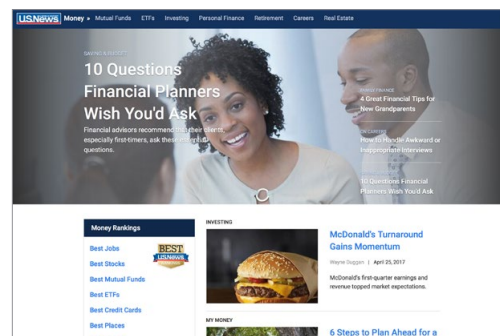 U.S.News Money » Mutual Funds ETFs Investing Personal Finance Retirement Careers Real Estate
10 Questions
Financial Planners
Wish You'd Ask
Financial advisors recommend that their clients,
especially first-timers, ask these
questions.
4 Great Financial Tips for
New Grandparents
How to Handle Awkward or
Inappropriate Interviews
10 Questions Financial
Planners Wish You'd Ask
Money Rankings
Best Jobs
Best Stocks
Best Mutual Funds
Best ETFs
Best Credit Cards
Best Places
BEST
U.S.News
INVESTING
McDonald's Turnaround
Gains Momentum
Wayne Duggan | April 25, 2017
McDonald's first-quarter earnings and
revenue topped market expectations.
MY MONEY
6 Steps to Plan Ahead for a